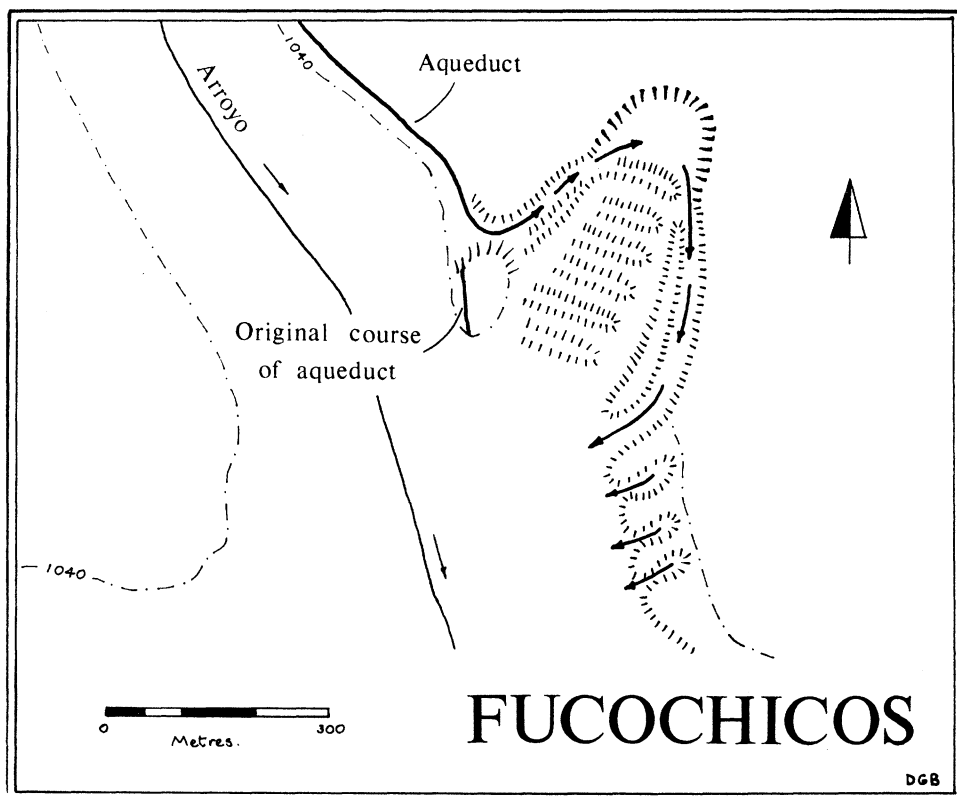 1040
Aqueduct
Arroyo
Original course
of aqueduct
1040
0 300
Metres.
FUCOCHICOS
DGB